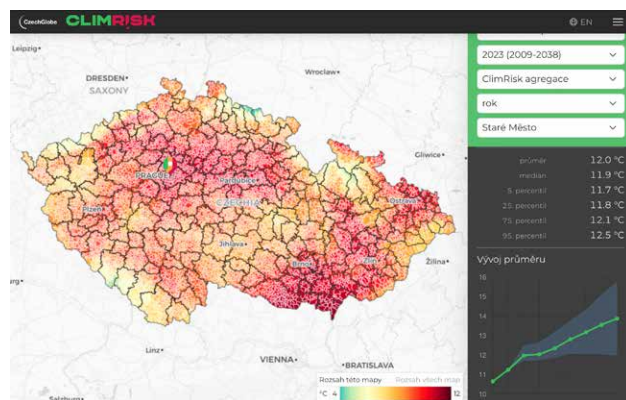 CzechGlobe CLIMRISK EN
2023 (2009-2038)
ClimRisk agregace
rok
Staré Město
průměr 12.0 °C
medián 11.9 °C
5. percentil 11.7 °C
25. percentil 11.8 °C
75. percentil 12.1 °C
95. percentil 12.5 °C
Vývoj průměru
16
15
14
13
12
11
10
Leipzig
DRESDEN
SAXONY
Wrocław
Gliwice
PRAGUE
Pardubice
CZECHIA
Plzeň
Ostrava
Jihlava
Brno
Zlín
Žilina
Linz
VIENNA
BRATISLAVA
Salzburg
Rozsah této mapy Rozsah všech map
°C 4 12